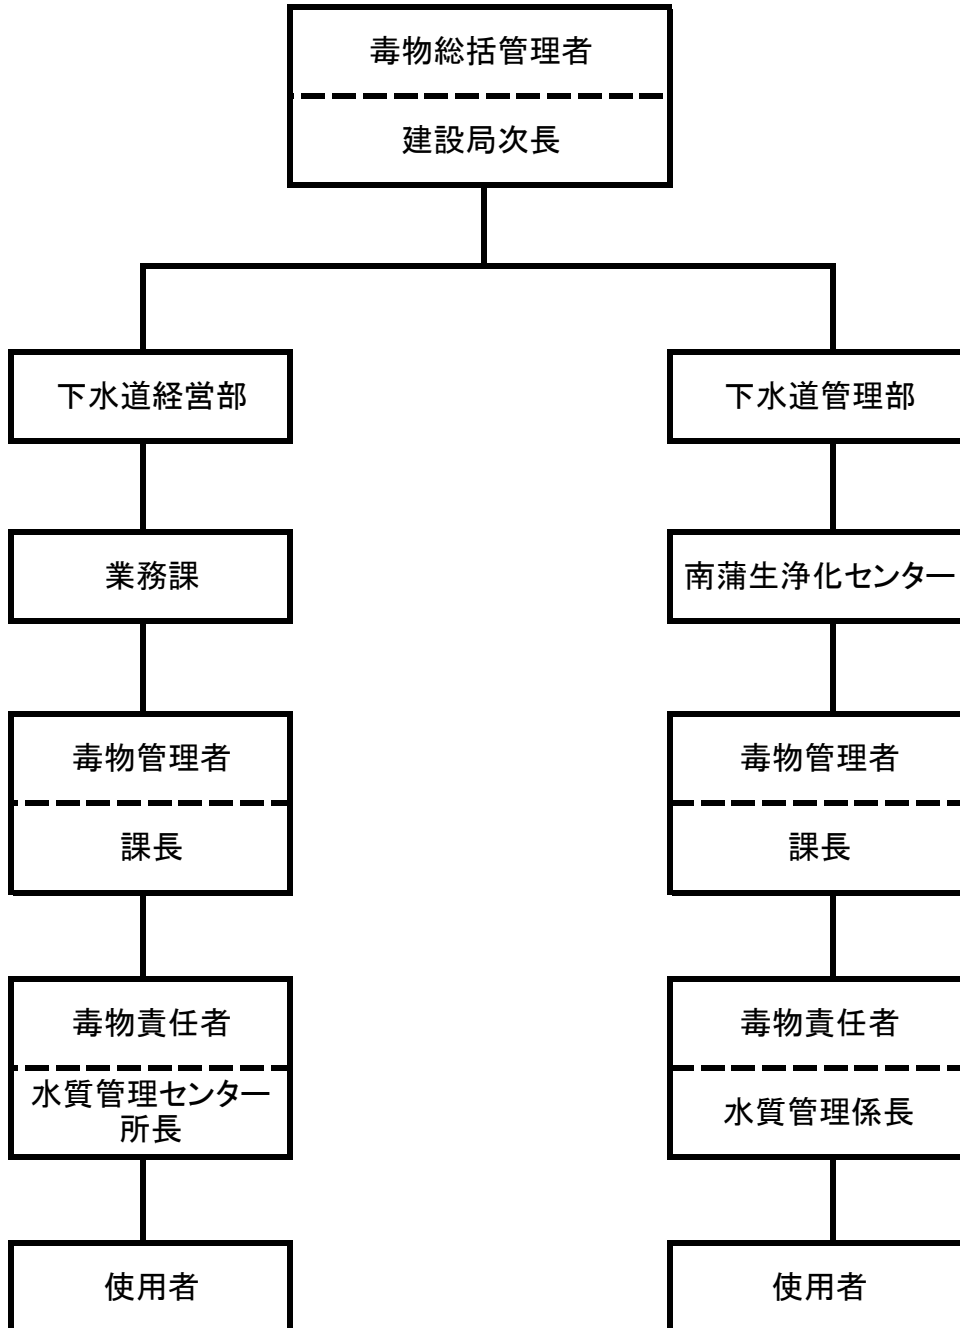 毒物総括管理者
建設局次長
下水道経営部
下水道管理部
業務課
南蒲生浄化センター
毒物管理者
課長
毒物管理者
課長
毒物責任者
水質管理センター
所長
毒物責任者
水質管理係長
使用者
使用者